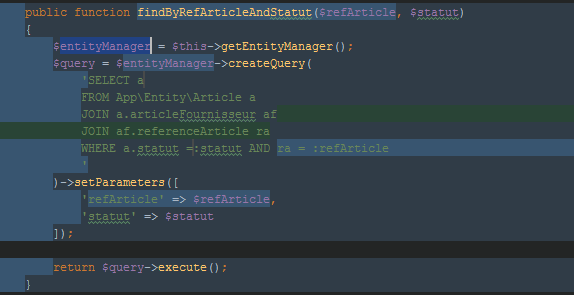 public function findByRefArticleAndStatut($refArticle, $statut)
{
$entityManager = $this->getEntityManager();
$query = $entityManager->createQuery(
'SELECT a
FROM App\Entity\Article a
JOIN a.articleFournisseur af
JOIN af.referenceArticle ra
WHERE a.statut =:statut AND ra = :refArticle
'
)->setParameters([
'refArticle' => $refArticle,
'statut' => $statut
]);
return $query->execute();
}